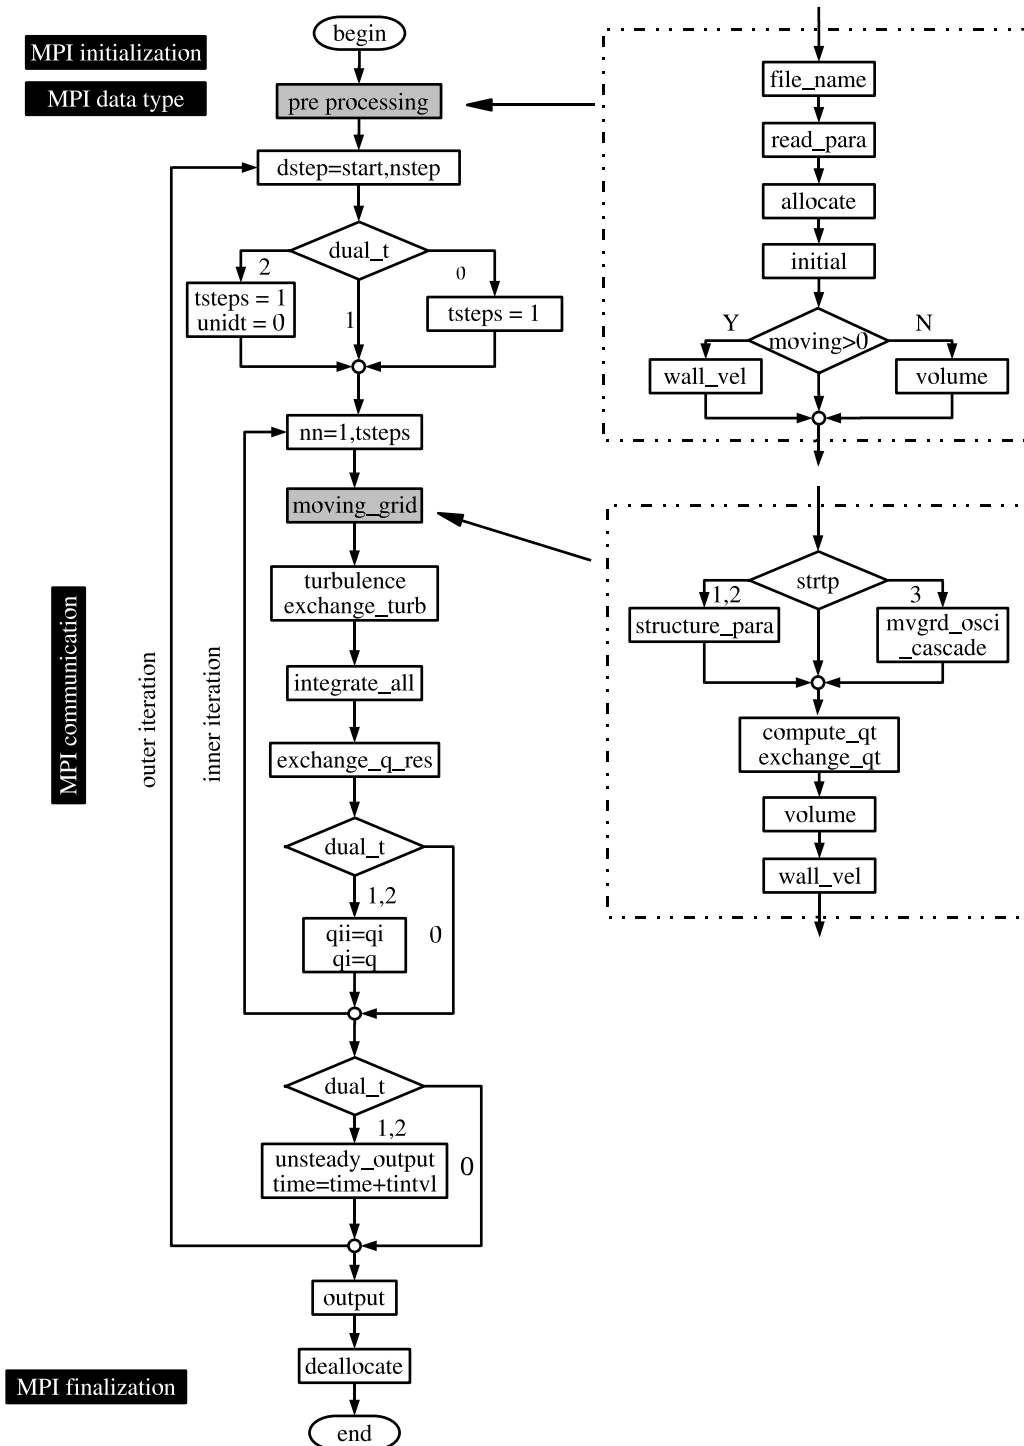 begin
MPI initialization
MPI data type
pre processing
dstep=start,nstep
dual_t
2
0
tsteps = 1
unidt = 0
1
tsteps = 1
nn=1,tsteps
moving_grid
turbulence
exchange_turb
integrate_all
exchange_q_res
dual_t
1,2
0
qii=qi
qi=q
dual_t
1,2
0
unsteady_output
time=time+tintvl
output
deallocate
end
MPI communication
outer iteration
inner iteration
MPI finalization
file_name
read_para
allocate
initial
moving>0
Y
N
wall_vel
volume
strtp
1,2
3
structure_para
mvgrd_osci
_cascade
compute_qt
exchange_qt
volume
wall_vel